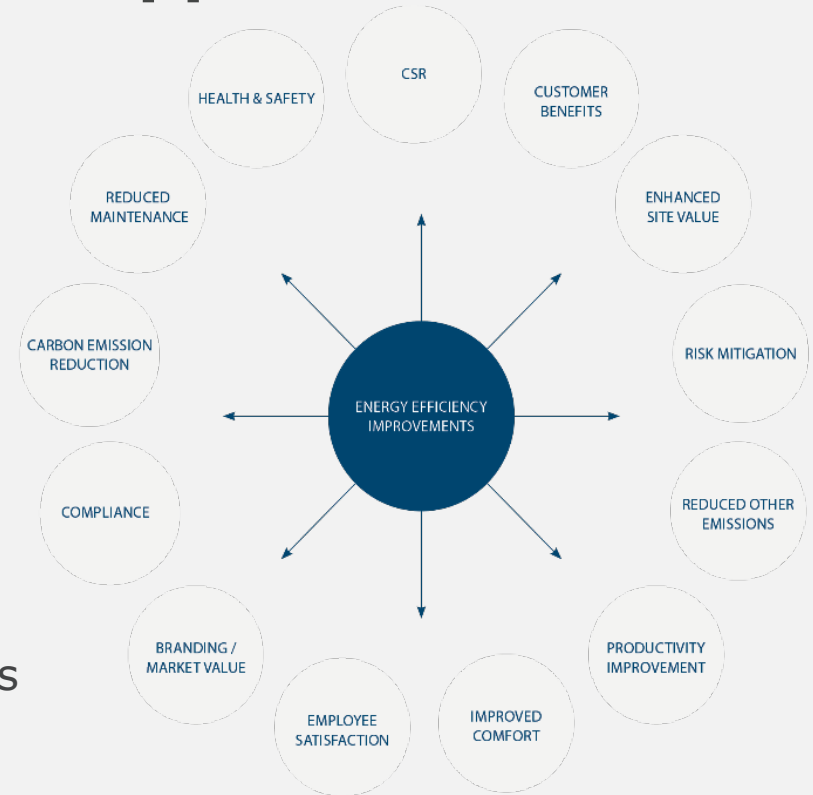 CSR
HEALTH & SAFETY
CUSTOMER
BENEFITS
REDUCED
MAINTENANCE
ENHANCED
SITE VALUE
CARBON EMISSION
REDUCTION
RISK MITIGATION
ENERGY EFFICIENCY
IMPROVEMENTS
COMPLIANCE
REDUCED OTHER
EMISSIONS
BRANDING /
MARKET VALUE
PRODUCTIVITY
IMPROVEMENT
s
EMPLOYEE
SATISFACTION
IMPROVED
COMFORT